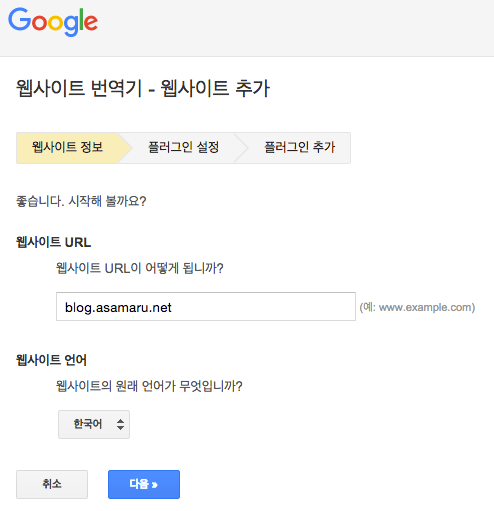 Google
웹사이트 번역기 - 웹사이트 추가
웹사이트 정보 플러그인 설정 플러그인 추가
좋습니다. 시작해 볼까요?
웹사이트 URL
웹사이트 URL이 어떻게 됩니까?
blog.asamaru.net (예: www.example.com)
웹사이트 언어
웹사이트의 원래 언어가 무엇입니까?
한국어
취소 다음 »